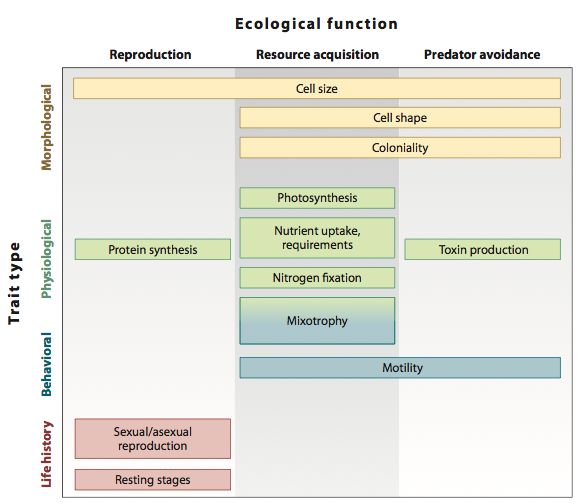 Ecological function
Reproduction
Resource acquisition
Predator avoidance
Trait type
Morphological
Cell size
Cell shape
Coloniality
Physiological
Photosynthesis
Nutrient uptake,
requirements
Protein synthesis
Toxin production
Nitrogen fixation
Mixotrophy
Behavioral
Motility
Life history
Sexual/asexual
reproduction
Resting stages